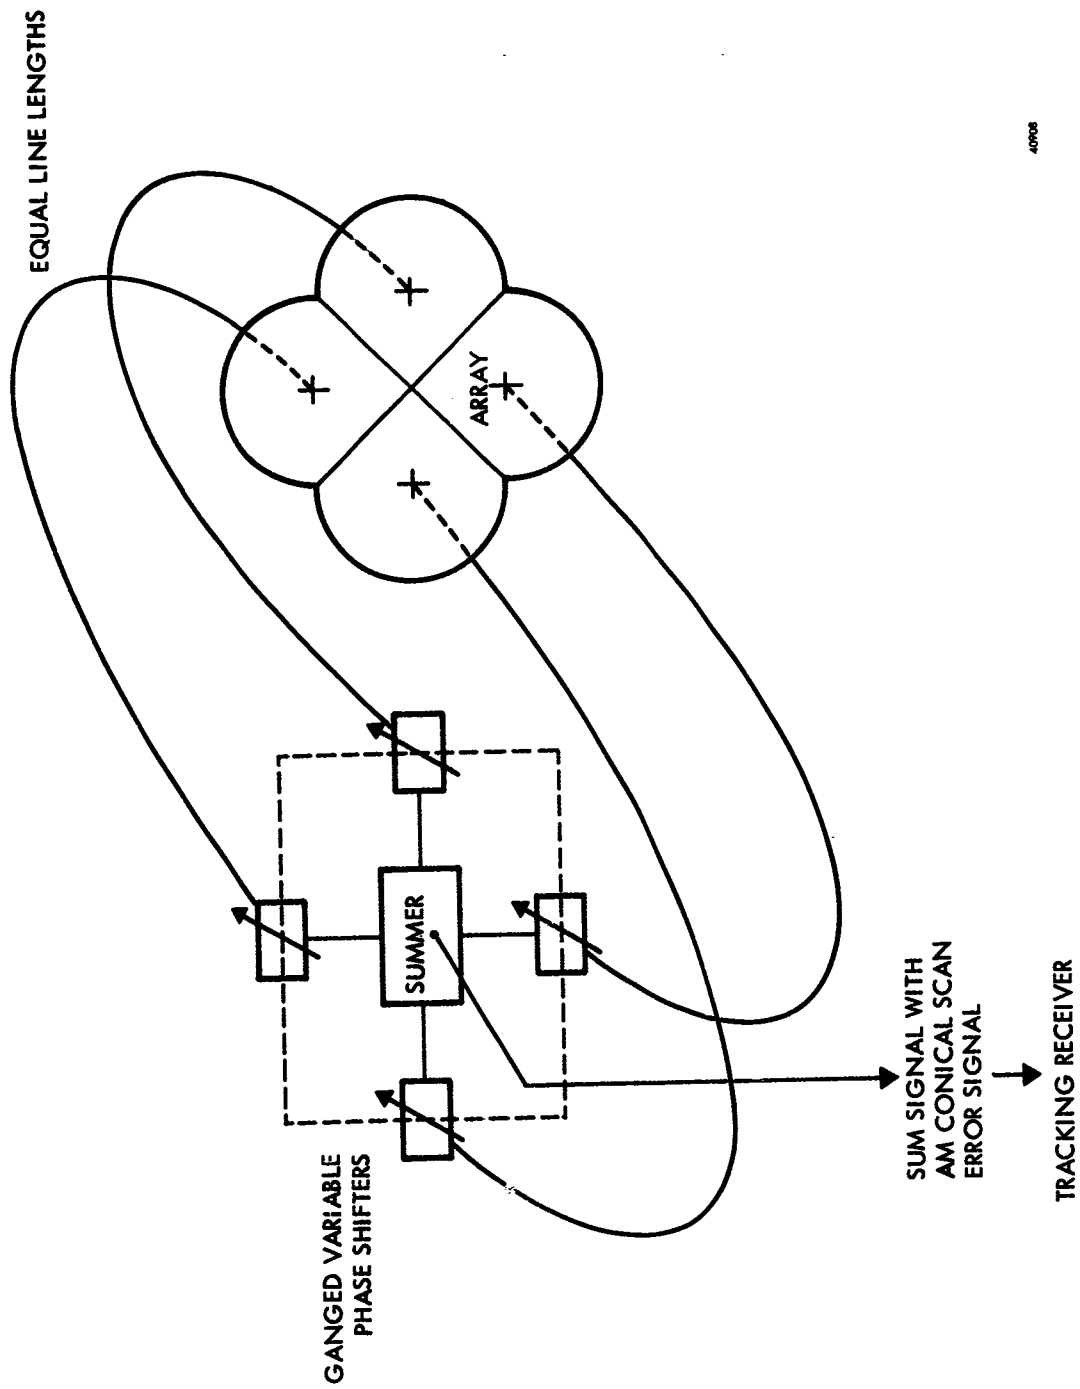 EQUAL LINE LENGTHS
ARRAY
SUMMER
GANGED VARIABLE
PHASE SHIFTERS
SUM SIGNAL WITH
AM CONICAL SCAN
ERROR SIGNAL
TRACKING RECEIVER
40908